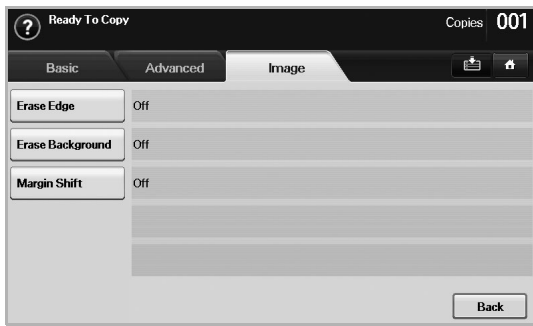 ? Ready To Copy Copies 001
Basic Advanced Image
Erase Edge Off
Erase Background Off
Margin Shift Off
Back